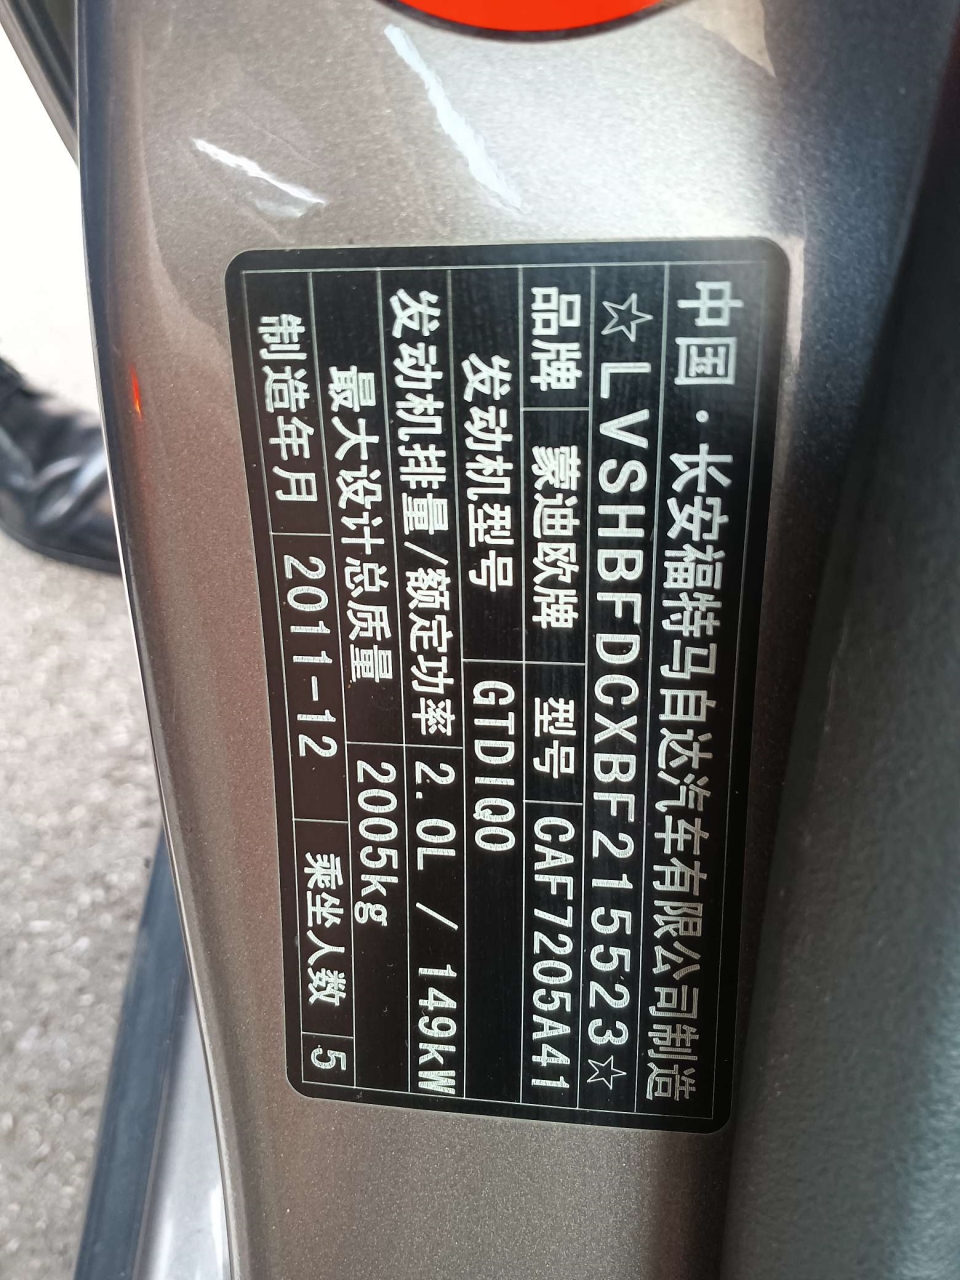 中国·长安福特马自达汽车有限公司制造
☆LVSHBFDCXBF215523☆
品牌 蒙迪欧牌 型号 CAF7205A41
发动机型号 GTDIQ0
发动机排量/额定功率 2.0L / 149kW
最大设计总质量 2005kg
制造年月 2011-12 乘坐人数 5